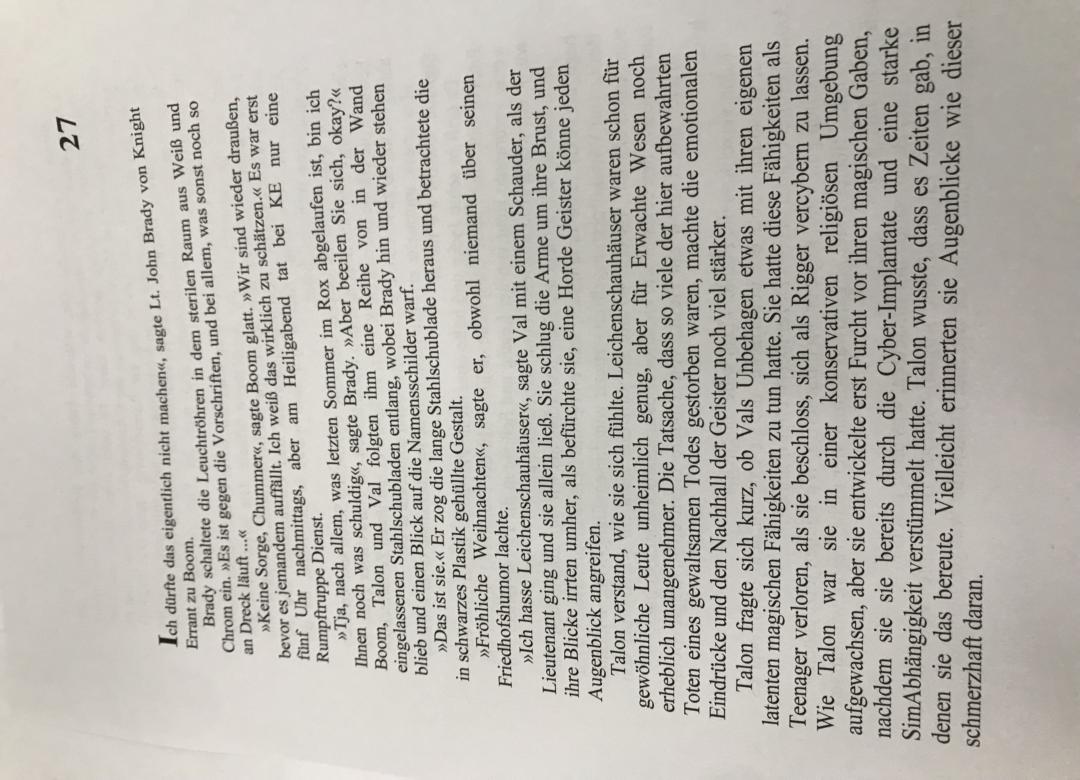 27
Ich dürfte das eigentlich nicht machen«, sagte Lt. John Brady von Knight
Errant zu Boom.
Brady schaltete die Leuchtröhren in dem sterilen Raum aus Weiß und
Chrom ein. »Es ist gegen die Vorschriften, und bei allem, was sonst noch so
an Dreck läuft ...«
»Keine Sorge, Chummer«, sagte Boom glatt. »Wir sind wieder draußen,
bevor es jemandem auffällt. Ich weiß das wirklich zu schätzen.« Es war erst
fünf Uhr nachmittags, aber am Heiligabend tat bei KE nur eine
Rumpftruppe Dienst.
»Tja, nach allem, was letzten Sommer im Rox abgelaufen ist, bin ich
Ihnen noch was schuldig«, sagte Brady. »Aber beeilen Sie sich, okay?«
Boom, Talon und Val folgten ihm eine Reihe von in der Wand
eingelassenen Stahlschubladen entlang, wobei Brady hin und wieder stehen
blieb und einen Blick auf die Namensschilder warf.
»Das ist sie.« Er zog die lange Stahlschublade heraus und betrachtete die
in schwarzes Plastik gehüllte Gestalt.
»Fröhliche Weihnachten«, sagte er, obwohl niemand über seinen
Friedhofshumor lachte.
»Ich hasse Leichenschauhäuser«, sagte Val mit einem Schauder, als der
Lieutenant ging und sie allein ließ. Sie schlug die Arme um ihre Brust, und
ihre Blicke irrten umher, als befürchte sie, eine Horde Geister könne jeden
Augenblick angreifen.
Talon verstand, wie sie sich fühlte. Leichenschauhäuser waren schon für
gewöhnliche Leute unheimlich genug, aber für Erwachte Wesen noch
erheblich unangenehmer. Die Tatsache, dass so viele der hier aufbewahrten
Toten eines gewaltsamen Todes gestorben waren, machte die emotionalen
Eindrücke und den Nachhall der Geister noch viel stärker.
Talon fragte sich kurz, ob Vals Unbehagen etwas mit ihren eigenen
latenten magischen Fähigkeiten zu tun hatte. Sie hatte diese Fähigkeiten als
Teenager verloren, als sie beschloss, sich als Rigger vercybern zu lassen.
Wie Talon war sie in einer konservativen religiösen Umgebung
aufgewachsen, aber sie entwickelte erst Furcht vor ihren magischen Gaben,
nachdem sie sie bereits durch die Cyber-Implantate und eine starke
SimAbhängigkeit verstümmelt hatte. Talon wusste, dass es Zeiten gab, in
denen sie das bereute. Vielleicht erinnerten sie Augenblicke wie dieser
schmerzhaft daran.